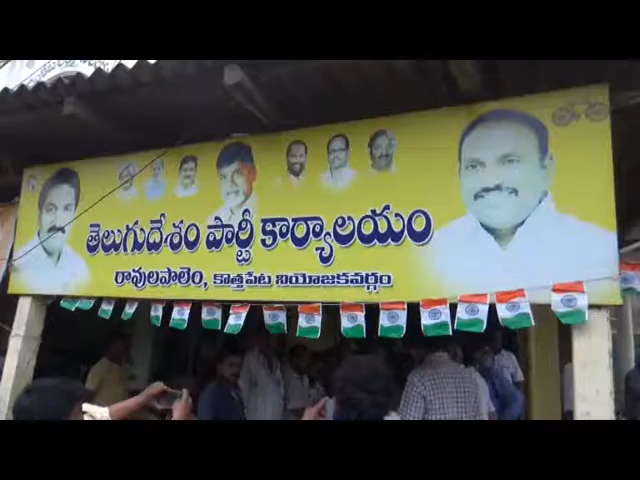 తెలుగుదేశం పార్టీ కార్యాలయం
రావులపాలెం, కొత్తపేట నియోజకవర్గం